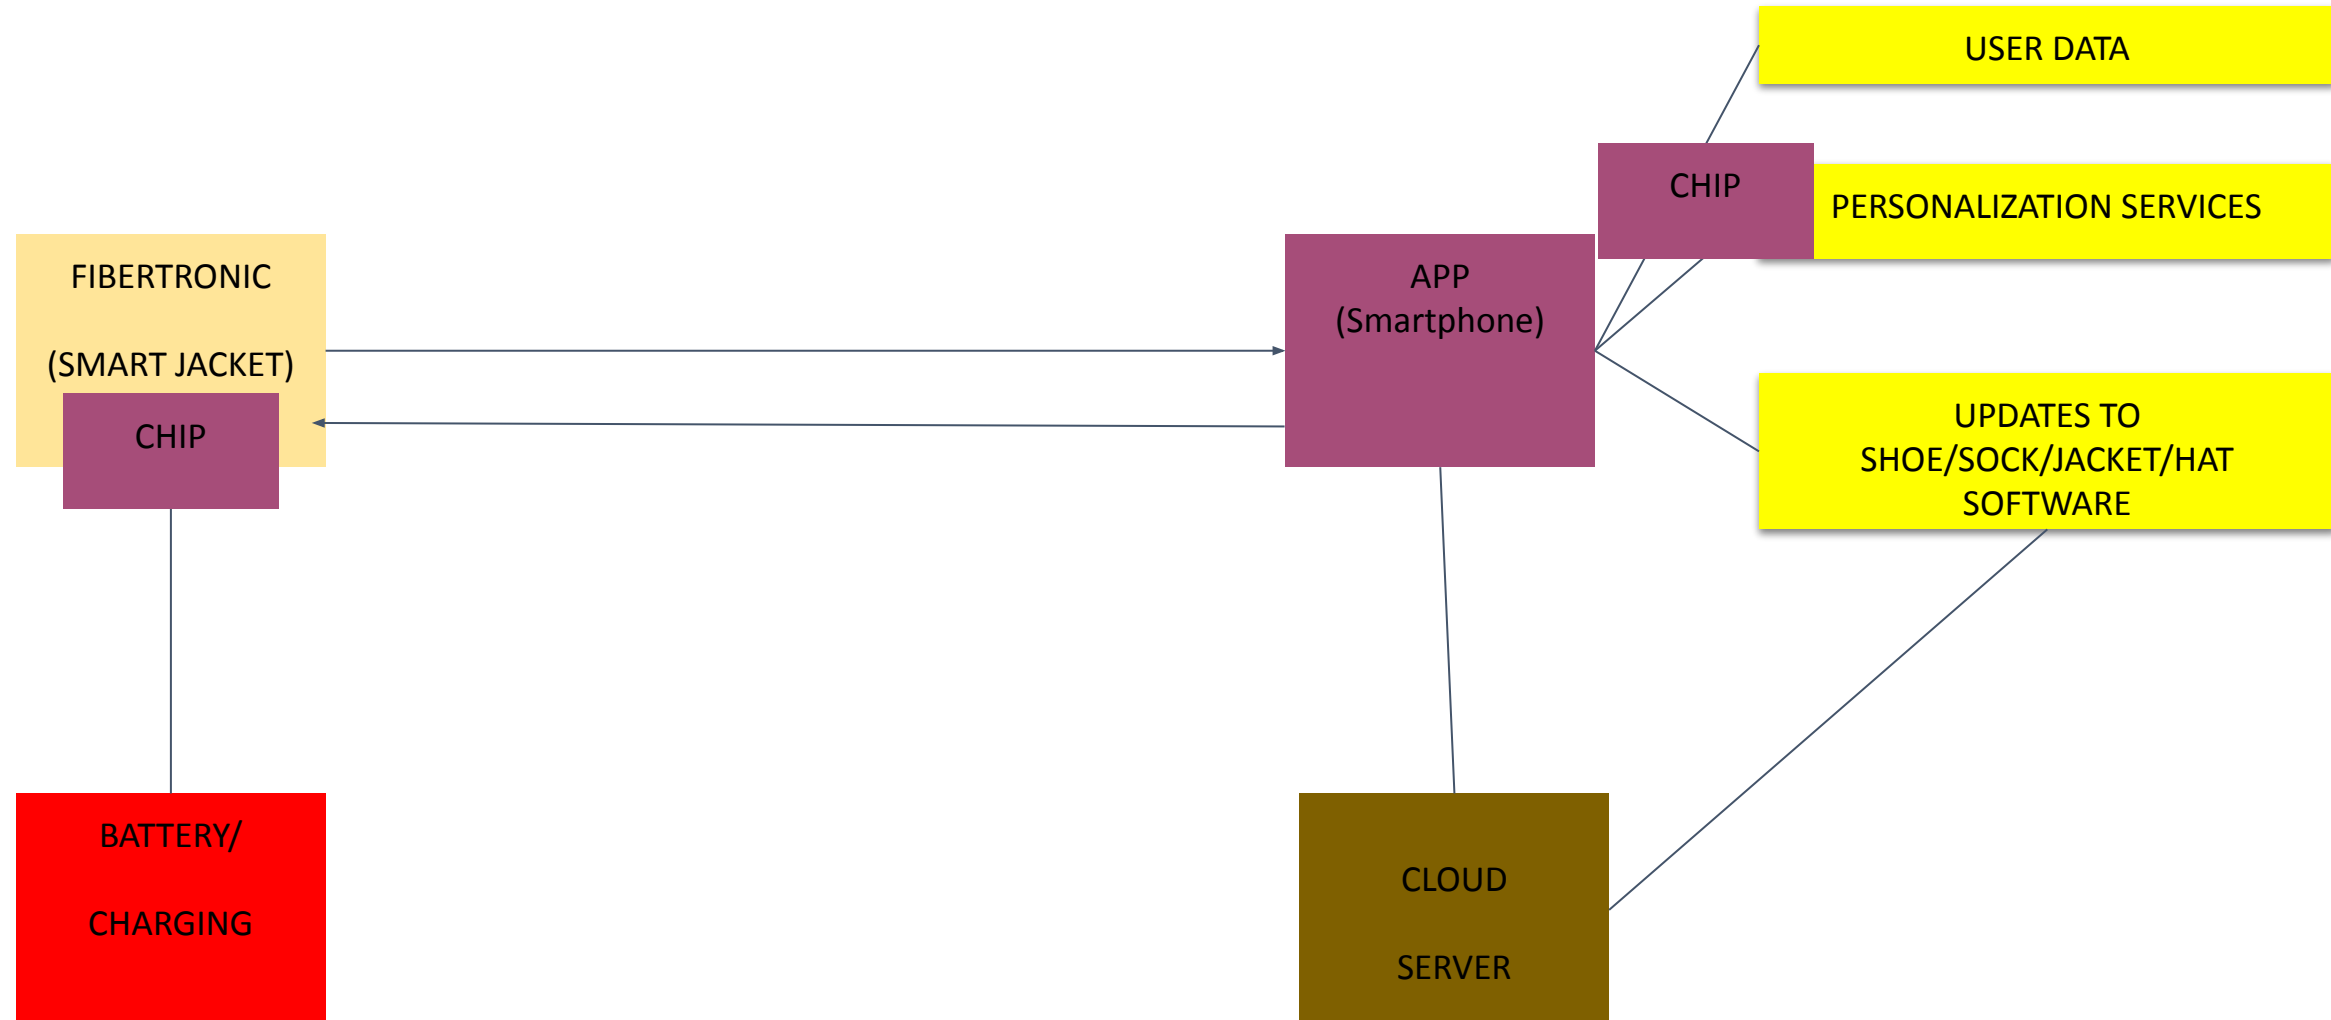 USER DATA
CHIP
PERSONALIZATION SERVICES
FIBERTRONIC
(SMART JACKET)
CHIP
APP
(Smartphone)
UPDATES TO
SHOE/SOCK/JACKET/HAT
SOFTWARE
BATTERY/
CHARGING
CLOUD
SERVER